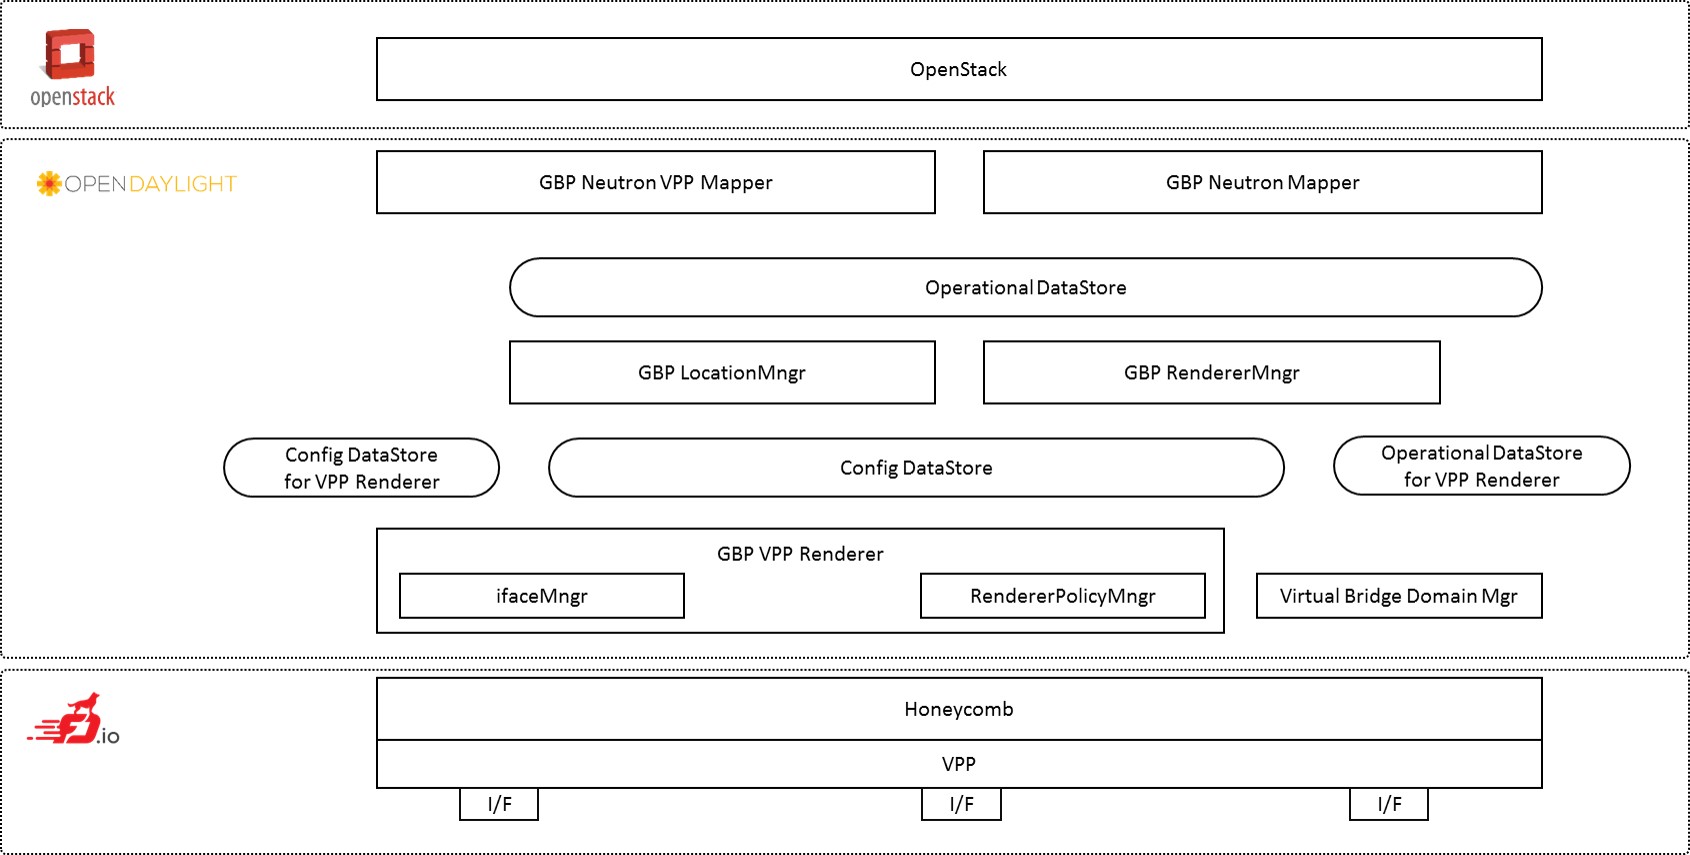 openstack
OpenStack
OPENDAYLIGHT
GBP Neutron VPP Mapper
GBP Neutron Mapper
Operational DataStore
GBP LocationMngr
GBP RendererMngr
Config DataStore
for VPP Renderer
Config DataStore
Operational DataStore
for VPP Renderer
GBP VPP Renderer
ifaceMngr
RendererPolicyMngr
Virtual Bridge Domain Mgr
.io
Honeycomb
VPP
I/F
I/F
I/F